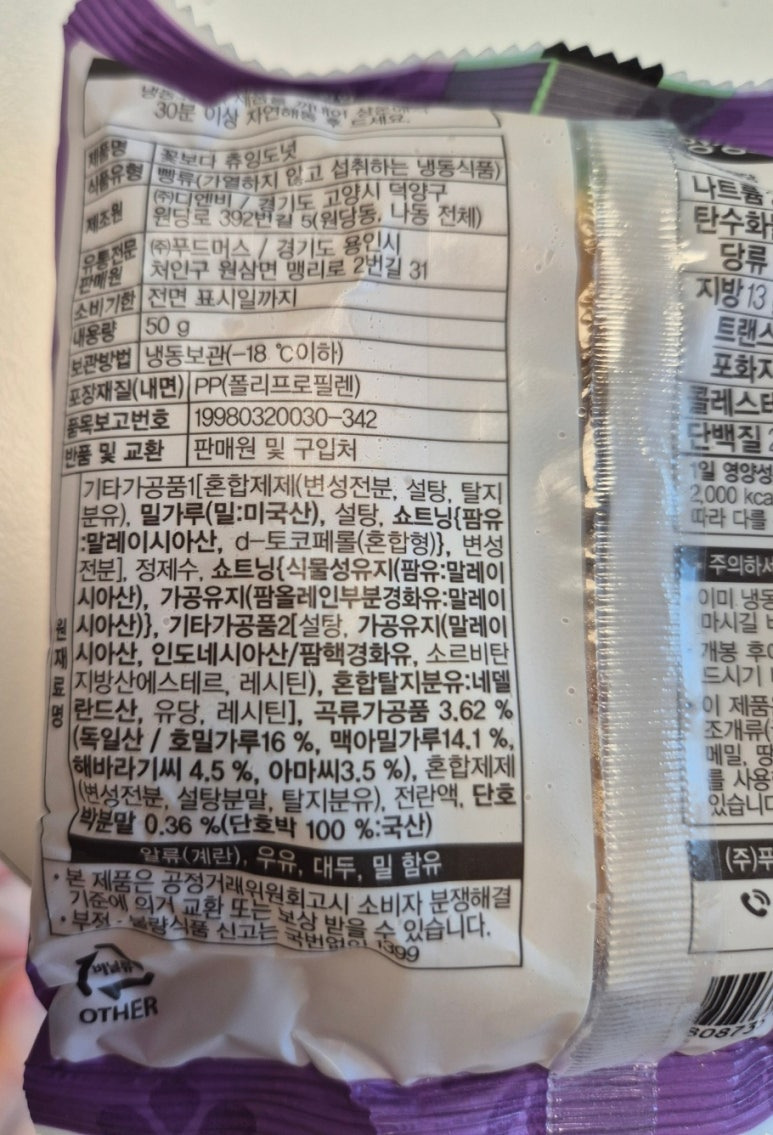 30분 이상 자연해동 후 드세요.
제품명 꽃보다 츄잉도넛
식품유형 빵류(가열하지 않고 섭취하는 냉동식품)
제조원 ㈜디엔비 / 경기도 고양시 덕양구
원당로 392번길 5(원당동, 나동 전체)
유통전문판매원 ㈜푸드머스 / 경기도 용인시
처인구 원삼면 맹리로 2번길 31
소비기한 전면 표시일까지
내용량 50 g
보관방법 냉동보관(-18 ℃이하)
포장재질(내면) PP(폴리프로필렌)
품목보고번호 19980320030-342
반품 및 교환 판매원 및 구입처
원재료명
기타가공품1[혼합제제(변성전분, 설탕, 탈지
분유), 밀가루(밀:미국산), 설탕, 쇼트닝{팜유
:말레이시아산, d-토코페롤(혼합형)}, 변성
전분], 정제수, 쇼트닝{식물성유지(팜유:말레이
시아산), 가공유지(팜올레인부분경화유:말레이
시아산)}, 기타가공품2[설탕, 가공유지(말레이
시아산, 인도네시아산/팜핵경화유, 소르비탄
지방산에스테르, 레시틴), 혼합탈지분유:네델
란드산, 유당, 레시틴], 곡류가공품 3.62 %
(독일산 / 호밀가루16 %, 맥아밀가루14.1 %,
해바라기씨 4.5 %, 아마씨3.5 %), 혼합제제
(변성전분, 설탕분말, 탈지분유), 전란액, 단호
박분말 0.36 %(단호박 100 %:국산)
알류(계란), 우유, 대두, 밀 함유
• 본 제품은 공정거래위원회고시 소비자 분쟁해결
기준에 의거 교환 또는 보상 받을 수 있습니다.
• 부정·불량식품 신고는 국번없이 1399
OTHER
나트륨
탄수화
당류
지방 13
트랜스
포화지
콜레스테
단백질
1일 영양성
2,000 kca
따라 다를
주의하세
이미 냉동
마시길 바
개봉 후에
드시기
이 제품
조개류(
메밀, 땅
를 사용
있습니다
(주)푸